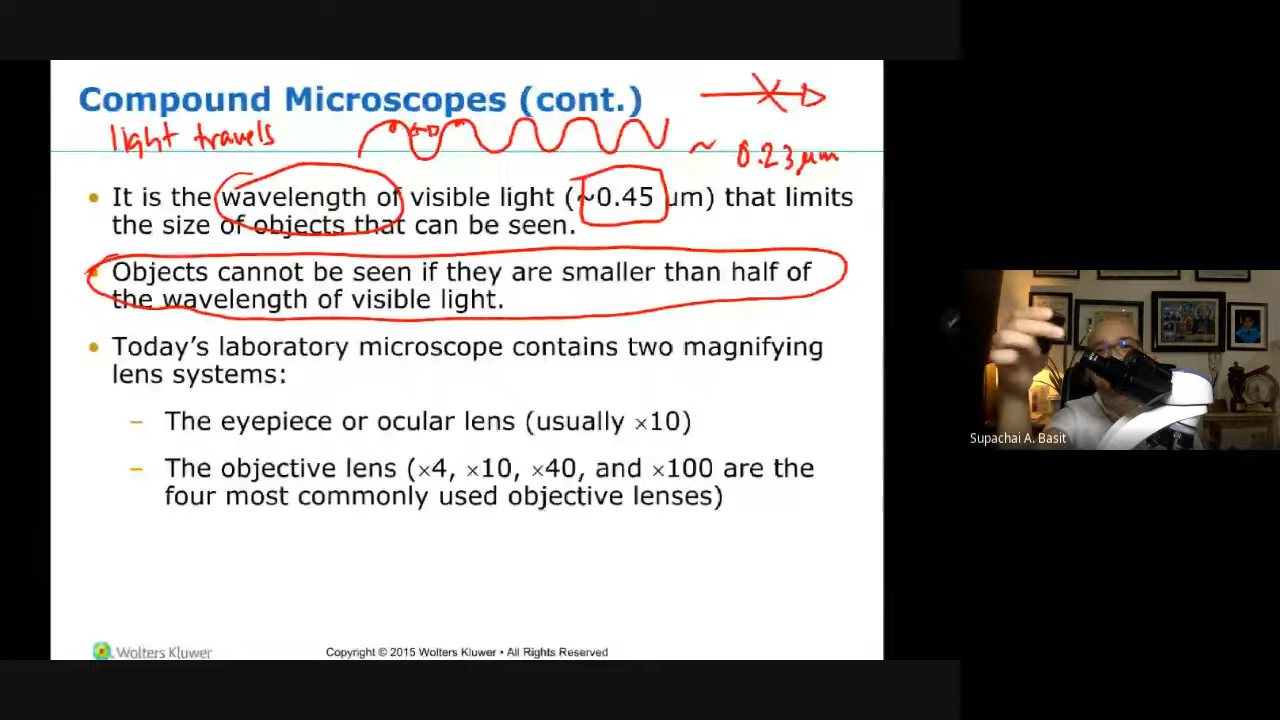 Compound Microscopes (cont.)
light travels
~ 0.23 μm
• It is the wavelength of visible light (~0.45 μm) that limits
the size of objects that can be seen.
• Objects cannot be seen if they are smaller than half of
the wavelength of visible light.
• Today’s laboratory microscope contains two magnifying
lens systems:
– The eyepiece or ocular lens (usually ×10)
– The objective lens (×4, ×10, ×40, and ×100 are the
four most commonly used objective lenses)
Supachai A. Basit
Wolters Kluwer
Copyright © 2015 Wolters Kluwer • All Rights Reserved